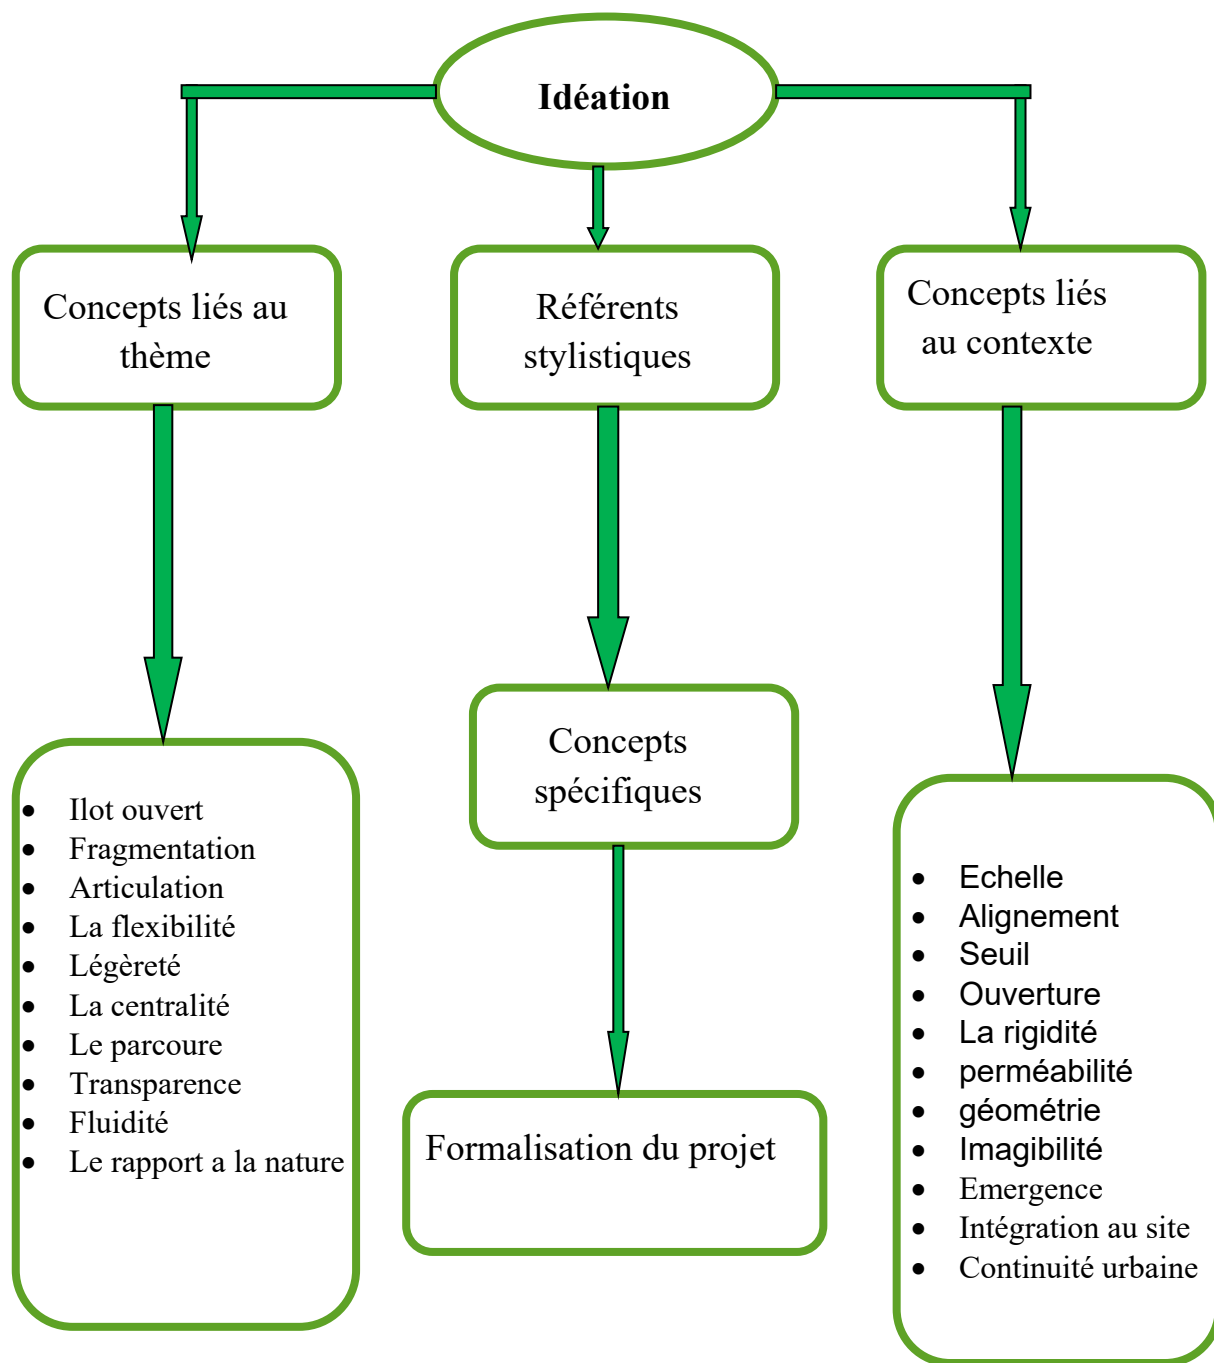 Idéation
Concepts liés au
thème
Référents
stylistiques
Concepts liés
au contexte
Concepts
spécifiques
• Ilot ouvert
• Fragmentation
• Articulation
• La flexibilité
• Légèreté
• La centralité
• Le parcoure
• Transparence
• Fluidité
• Le rapport a la nature
Formalisation du projet
• Echelle
• Alignement
• Seuil
• Ouverture
• La rigidité
• perméabilité
• géométrie
• Imagibilité
• Emergence
• Intégration au site
• Continuité urbaine